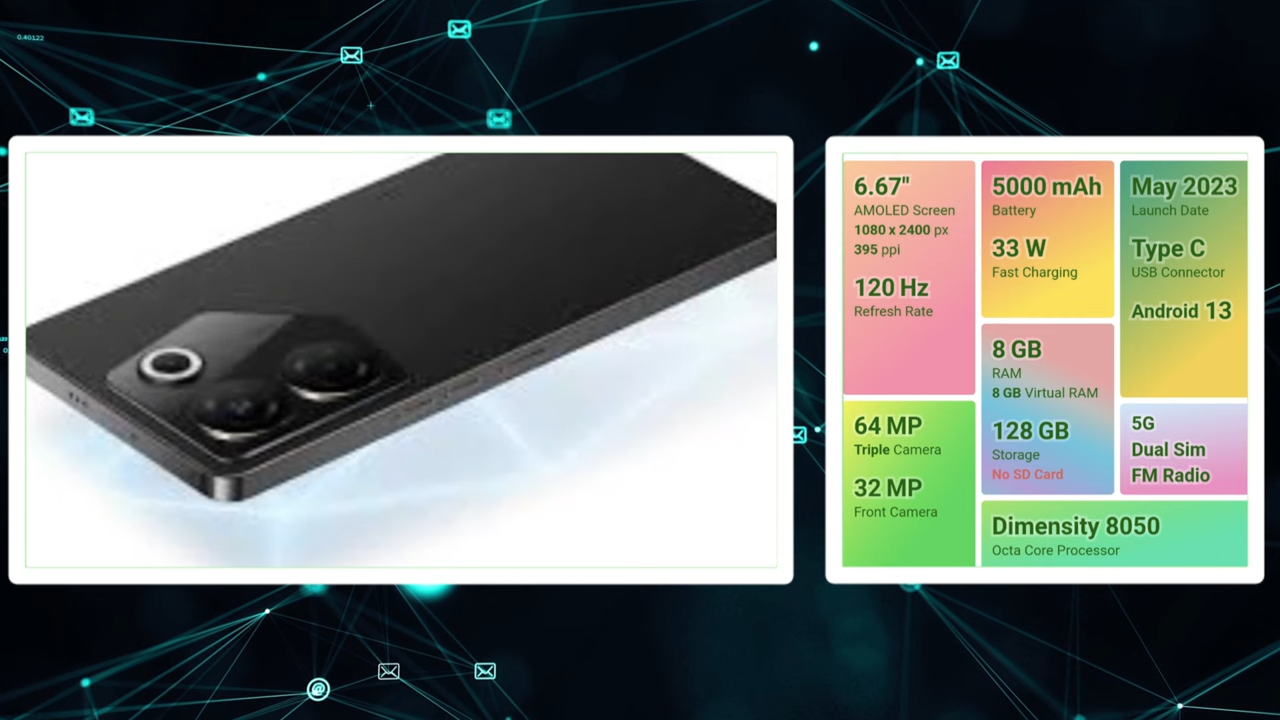 0.40122
6.67"
AMOLED Screen
1080 x 2400 px
395 ppi
120 Hz
Refresh Rate
64 MP
Triple Camera
32 MP
Front Camera
5000 mAh
Battery
33 W
Fast Charging
8 GB
RAM
8 GB Virtual RAM
128 GB
Storage
No SD Card
May 2023
Launch Date
Type C
USB Connector
Android 13
5G
Dual Sim
FM Radio
Dimensity 8050
Octa Core Processor
@